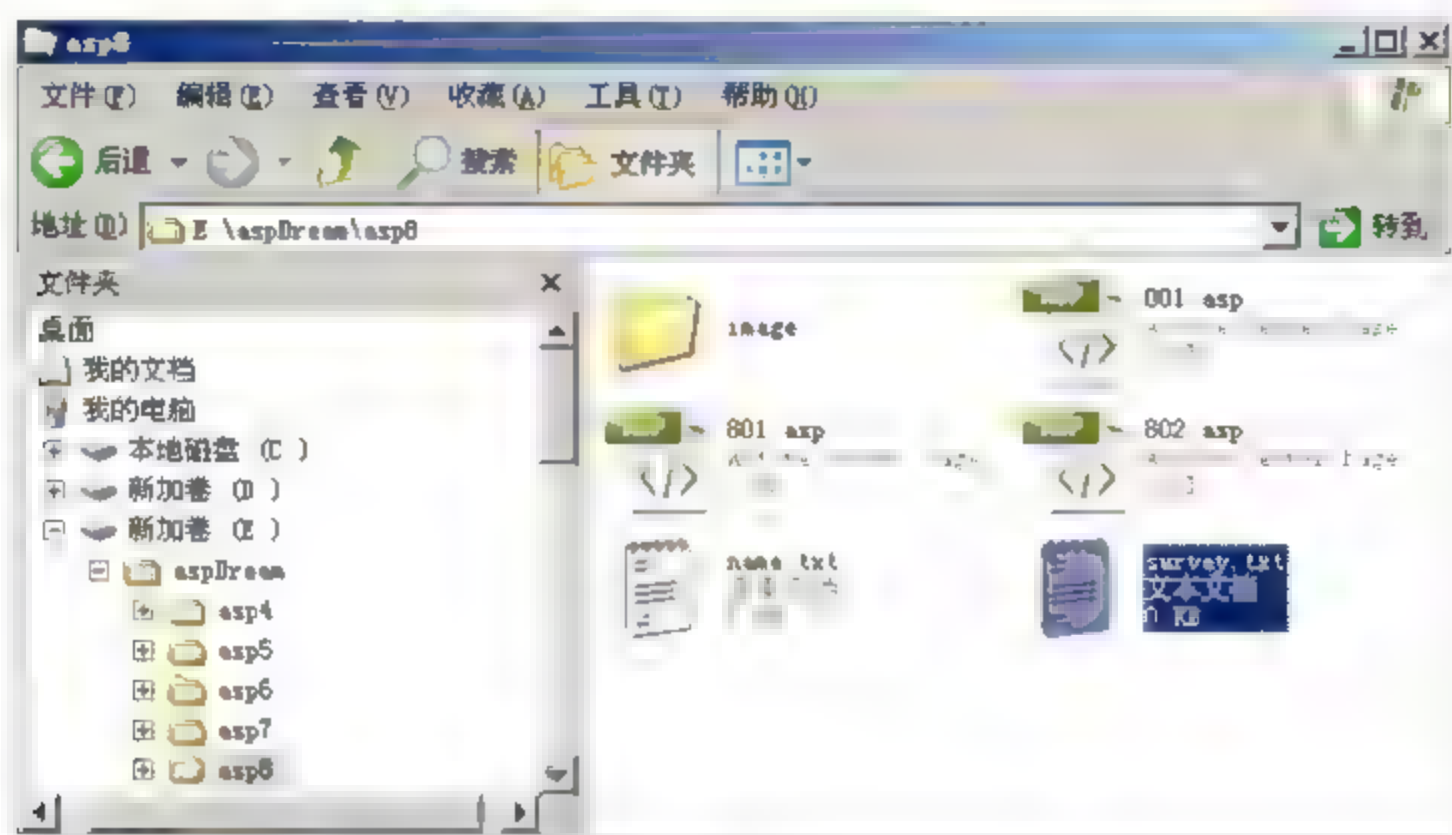 asp8
文件(F) 编辑(E) 查看(V) 收藏(A) 工具(T) 帮助(H)
后退 搜索 文件夹
地址(D) E \aspDream\asp8 转到
文件夹
桌面
我的文档
我的电脑
本地磁盘 (C )
新加卷 (D )
新加卷 (E )
aspDream
asp4
asp5
asp6
asp7
asp8
image
001 asp
801 asp
802 asp
name txt
survey.txt
文本文档
0 KB